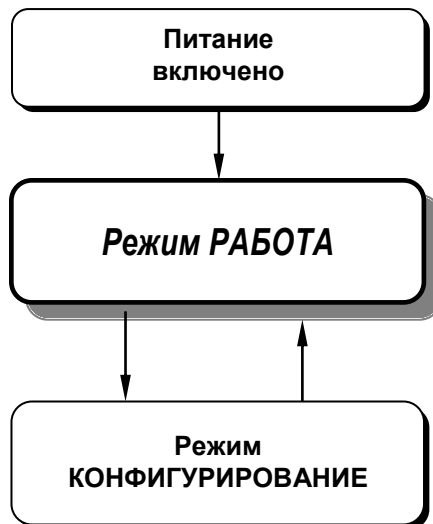 Питание
включено
Режим РАБОТА
Режим
КОНФИГУРИРОВАНИЕ